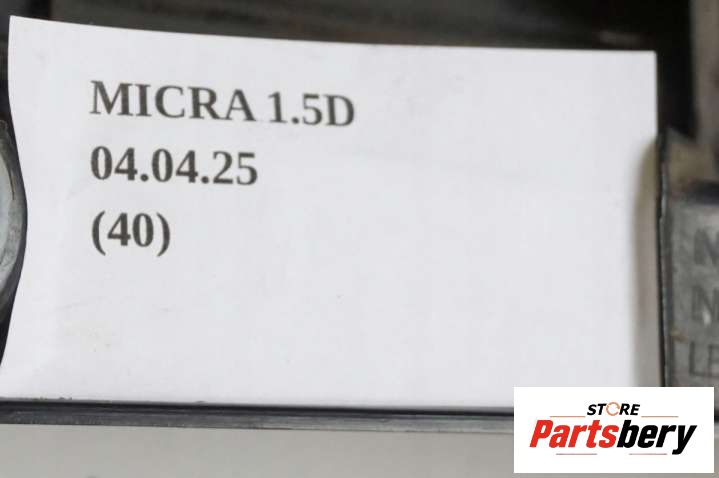 MICRA 1.5D
04.04.25
(40)
STORE
Partsbery